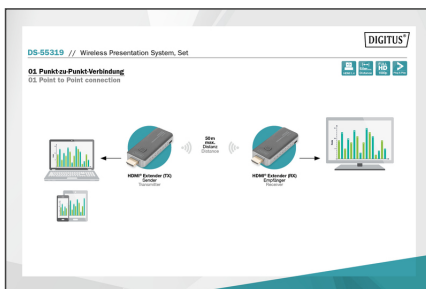 DIGITUS®
DS-55319 // Wireless Presentation System, Set
01 Punkt-zu-Punkt-Verbindung
01 Point to Point connection
HD
50 m
max.
Distanz
Distance
HDMI® Extender (TX)
Sender
Transmitter
HDMI® Extender (RX)
Empfänger
Receiver